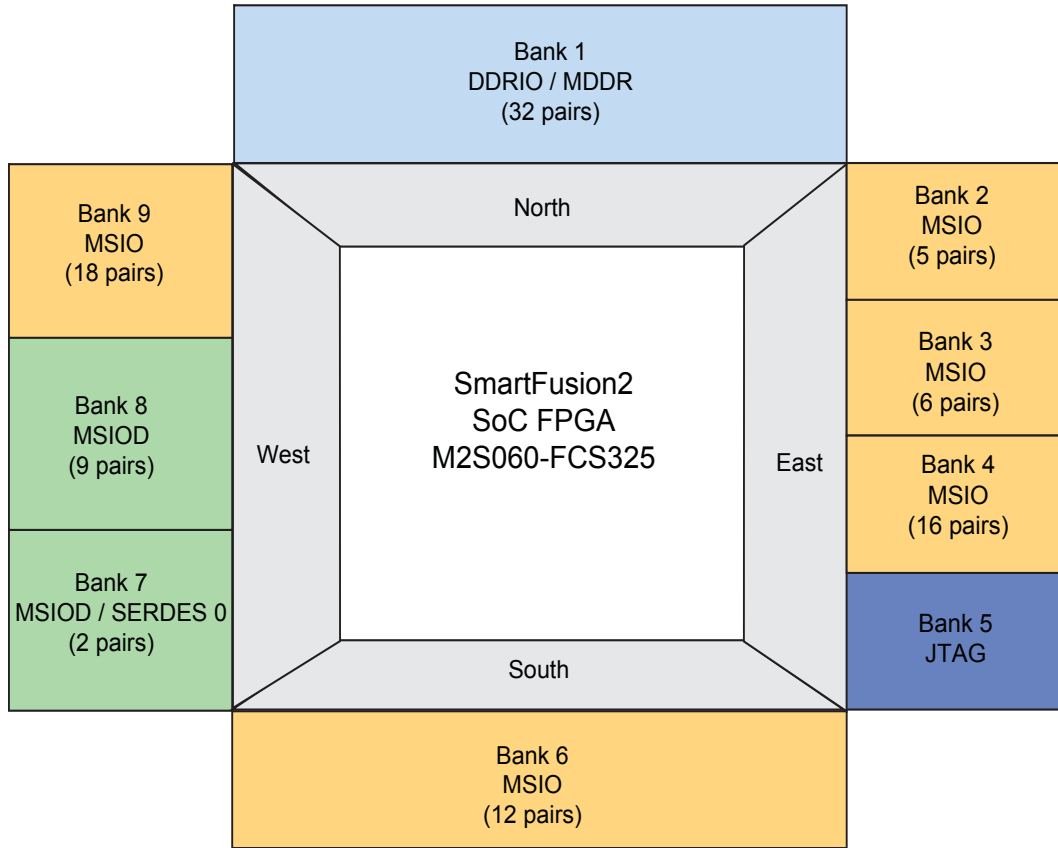 Bank 1
DDRIO / MDDR
(32 pairs)
North
Bank 9
MSIO
(18 pairs)
Bank 2
MSIO
(5 pairs)
Bank 8
MSIOD
(9 pairs)
West
SmartFusion2
SoC FPGA
M2S060-FCS325
East
Bank 3
MSIO
(6 pairs)
Bank 4
MSIO
(16 pairs)
Bank 7
MSIOD / SERDES 0
(2 pairs)
Bank 5
JTAG
South
Bank 6
MSIO
(12 pairs)